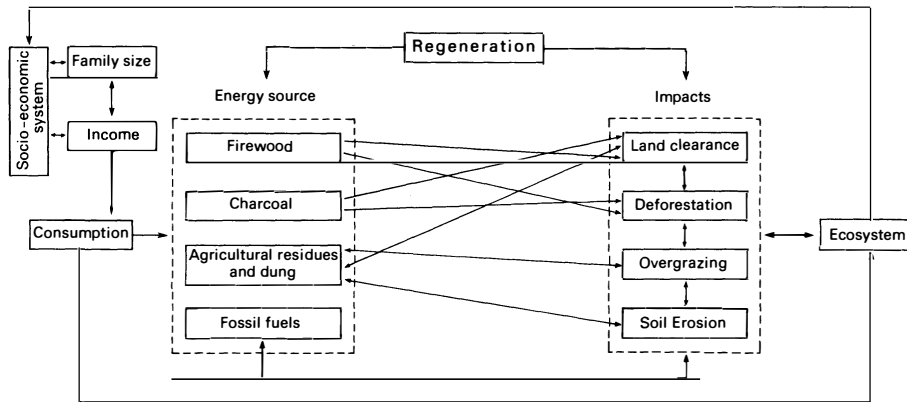 Regeneration
Socio-economic
system
Family size
Income
Consumption
Energy source
Firewood
Charcoal
Agricultural residues
and dung
Fossil fuels
Impacts
Land clearance
Deforestation
Overgrazing
Soil Erosion
Ecosystem